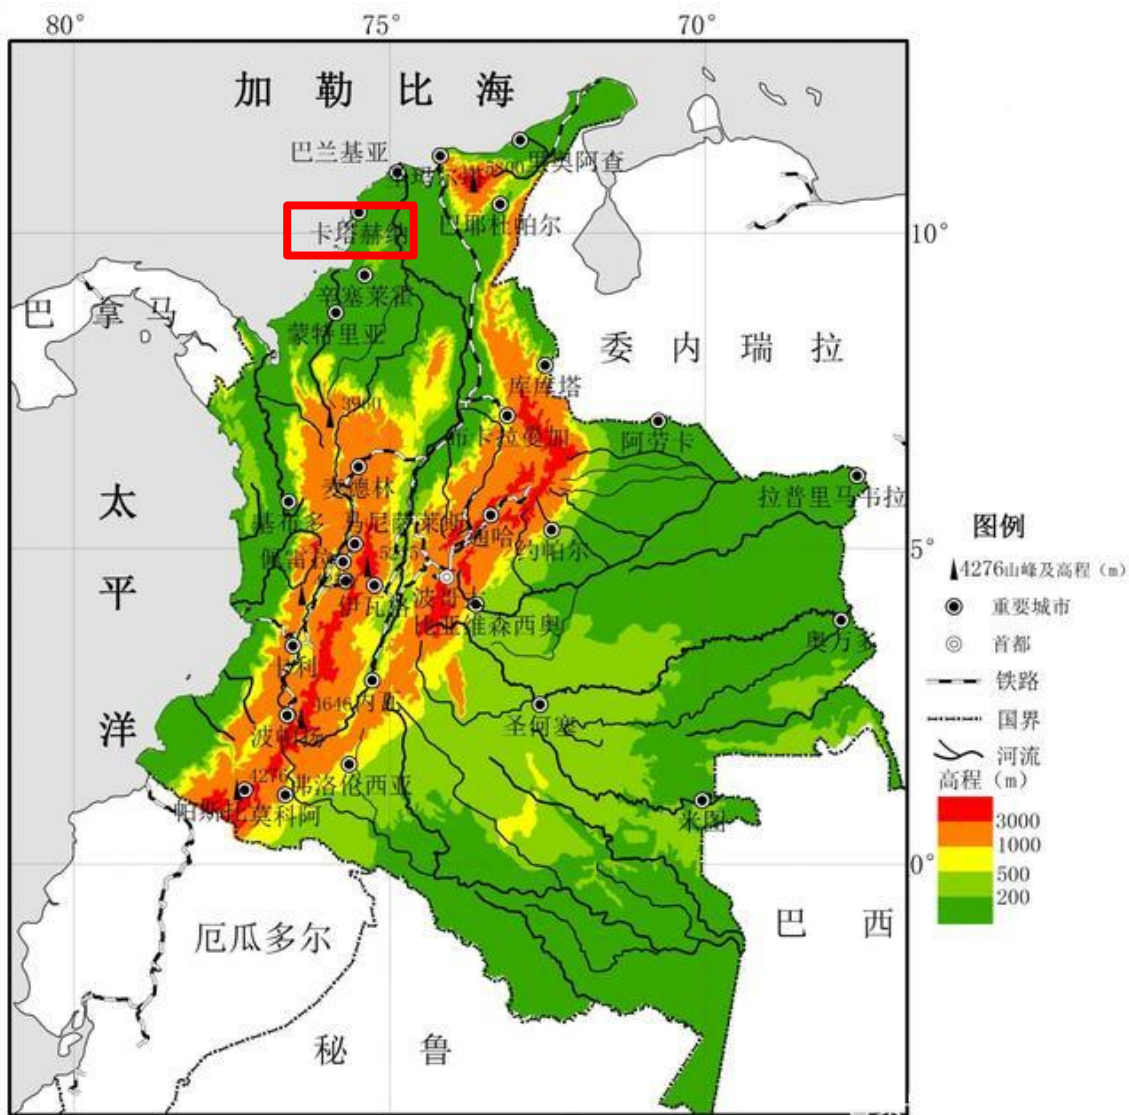 80° 75° 70°
加勒比海
巴兰基亚
里奥阿查
卡塔赫纳
巴耶杜帕尔
10°
辛塞莱霍
巴拿马
蒙特里亚
委内瑞拉
库库塔
3960
布卡拉曼加
阿劳卡
麦德林
拉普里马韦拉
太平洋
基布多
马尼萨莱斯
通哈
约帕尔
5°
佩雷拉
伊瓦格
波哥大
比亚维森西奥
奥万多
卡利
4646
内瓦
圣何塞
波帕扬
4276
弗洛伦西亚
帕斯托
莫科阿
米图
0°
厄瓜多尔
巴西
秘鲁
图例
4276山峰及高程（m）
重要城市
首都
铁路
国界
河流
高程（m）
3000
1000
500
200